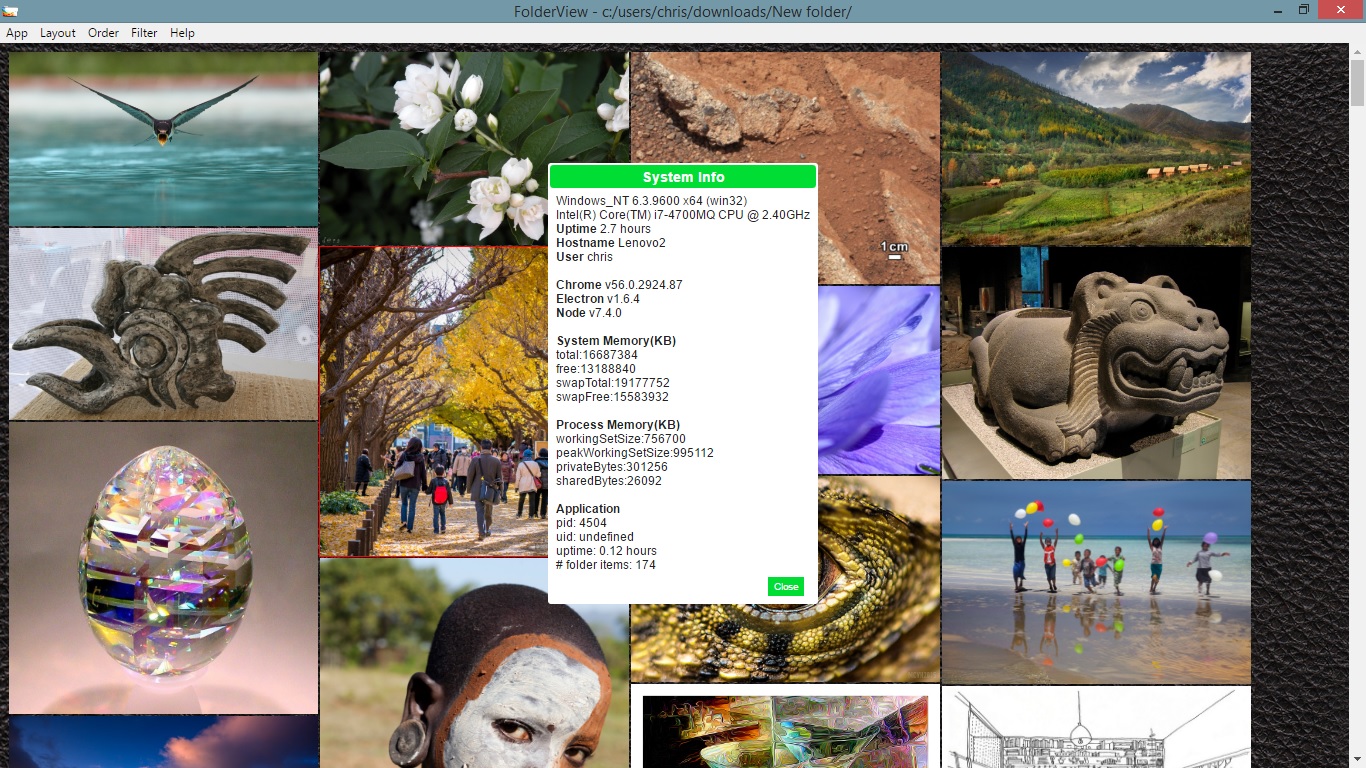 FolderView - c:/users/chris/downloads/New folder/
App Layout Order Filter Help
1 cm
System Info
Windows_NT 6.3.9600 x64 (win32)
Intel(R) Core(TM) i7-4700MQ CPU @ 2.40GHz
Uptime 2.7 hours
Hostname Lenovo2
User chris
Chrome v56.0.2924.87
Electron v1.6.4
Node v7.4.0
System Memory(KB)
total:16687384
free:13188840
swapTotal:19177752
swapFree:15583932
Process Memory(KB)
workingSetSize:756700
peakWorkingSetSize:995112
privateBytes:301256
sharedBytes:26092
Application
pid: 4504
uid: undefined
uptime: 0.12 hours
# folder items: 174
Close